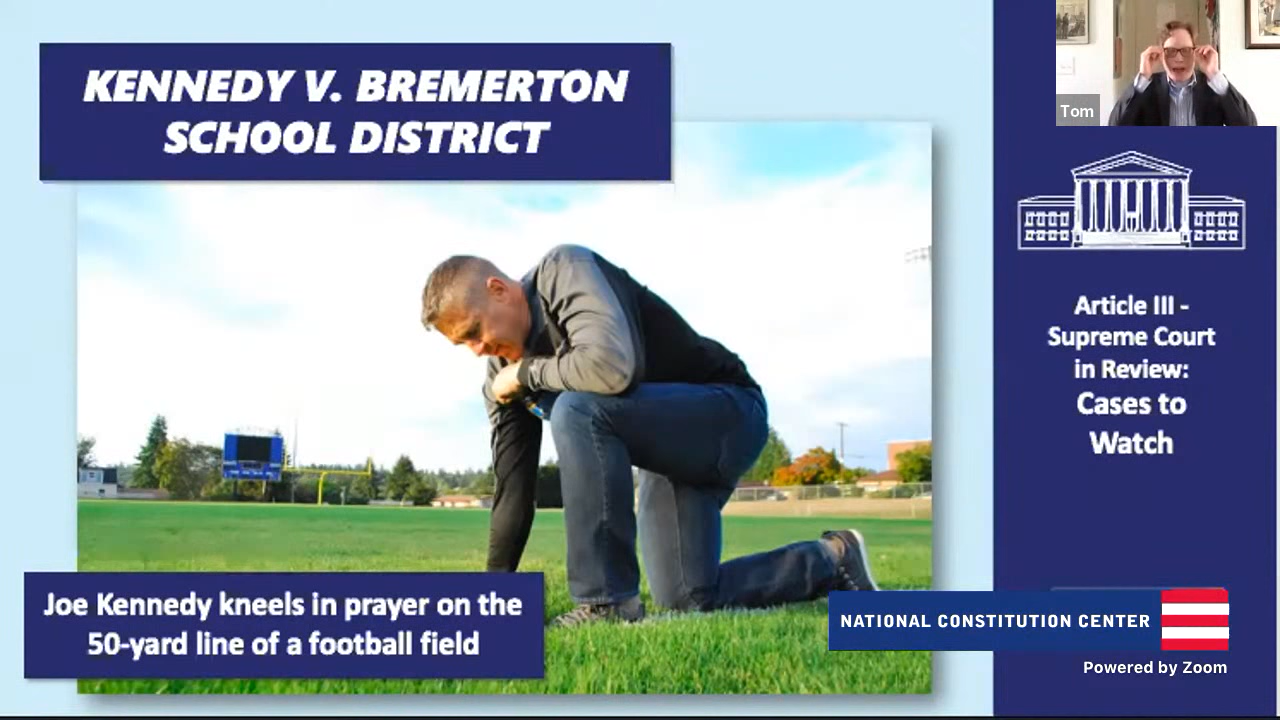 KENNEDY V. BREMERTON
SCHOOL DISTRICT
Tom
Article III -
Supreme Court
in Review:
Cases to
Watch
Joe Kennedy kneels in prayer on the
50-yard line of a football field
NATIONAL CONSTITUTION CENTER
Powered by Zoom